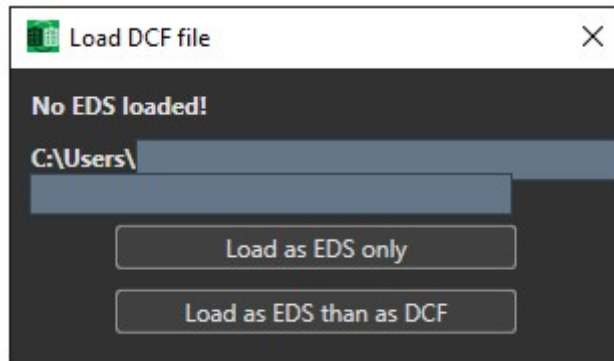 Load DCF file
No EDS loaded!
C:\Users\
Load as EDS only
Load as EDS than as DCF